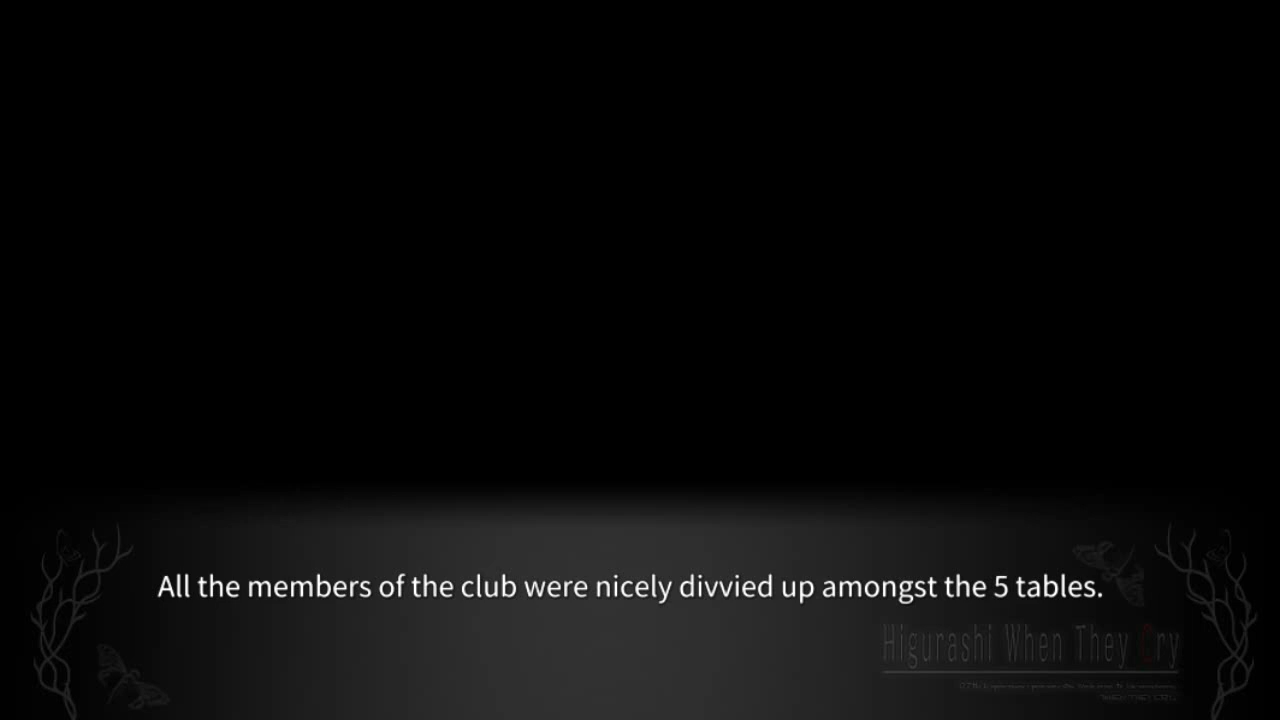 All the members of the club were nicely divvied up amongst the 5 tables.
Higurashi When They Cry